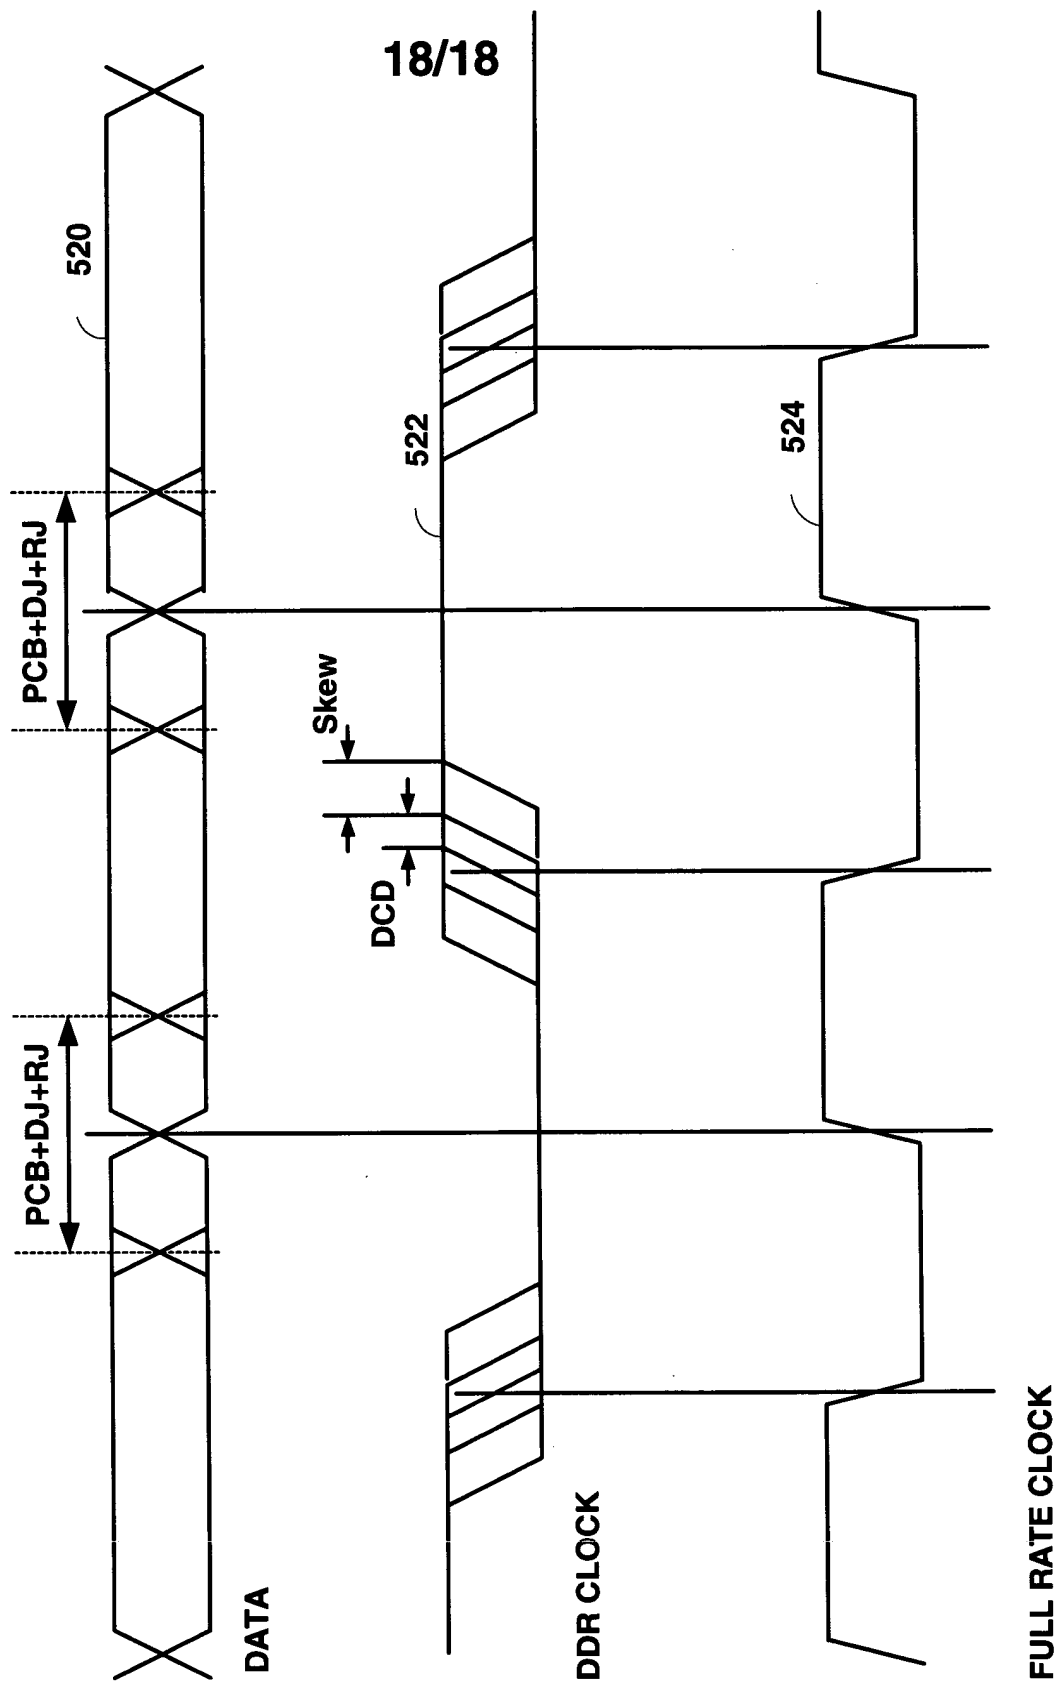 18/18
PCB+DJ+RJ
PCB+DJ+RJ
520
DATA
Skew
DCD
522
DDR CLOCK
524
FULL RATE CLOCK